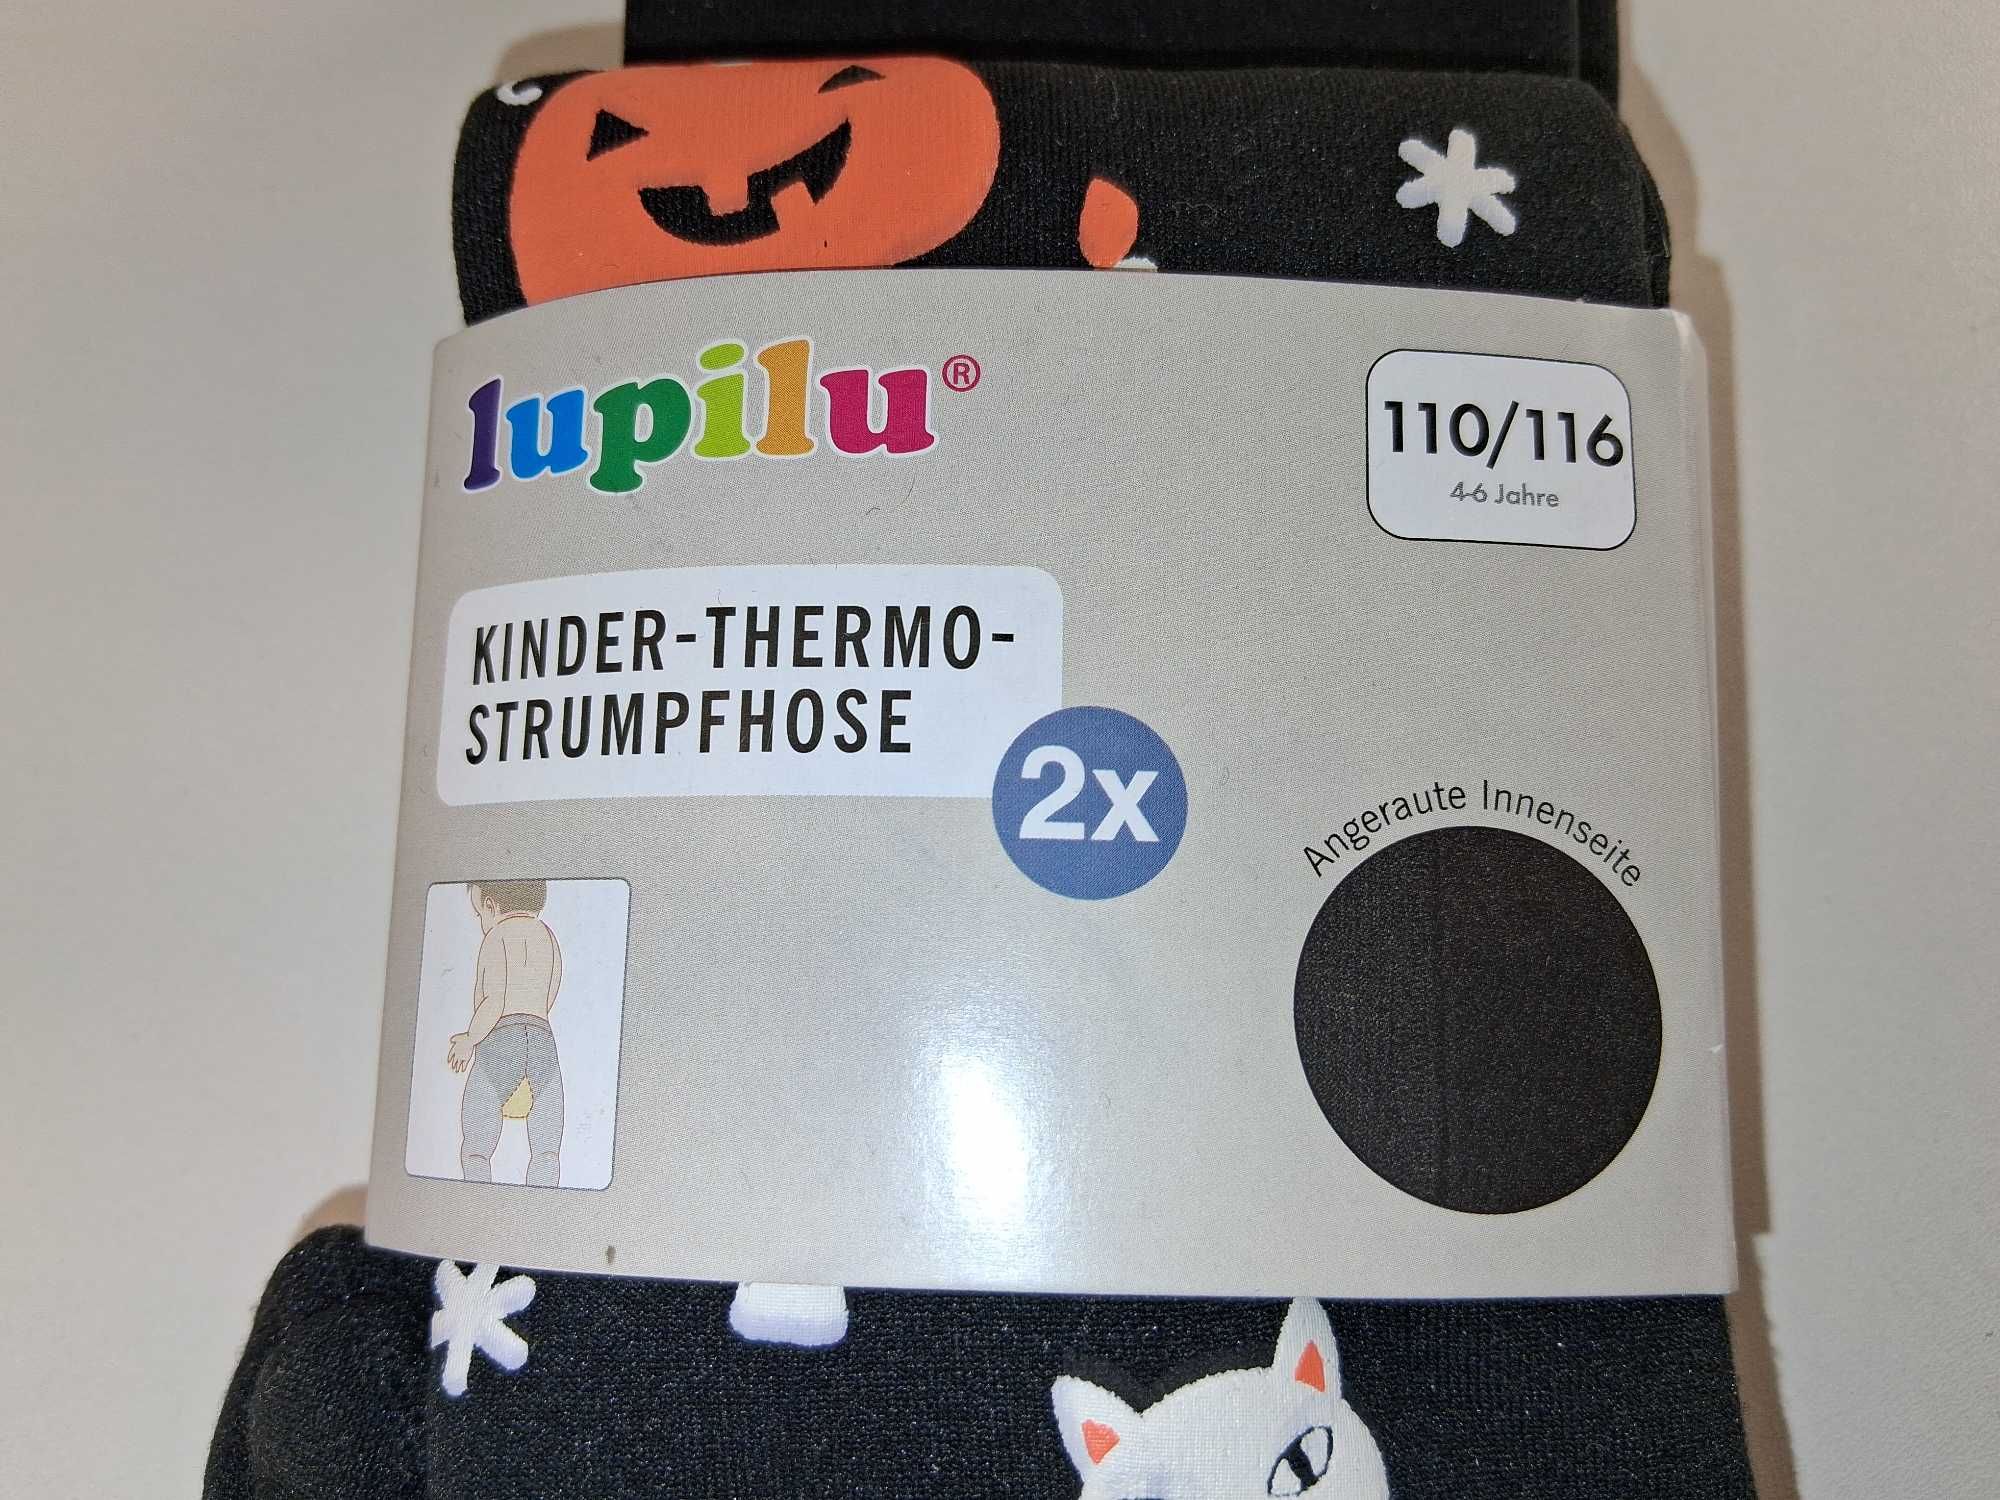 lupilu®
110/116
4-6 Jahre
KINDER-THERMO-
STRUMPFHOSE
2x
Angeraute Innenseite